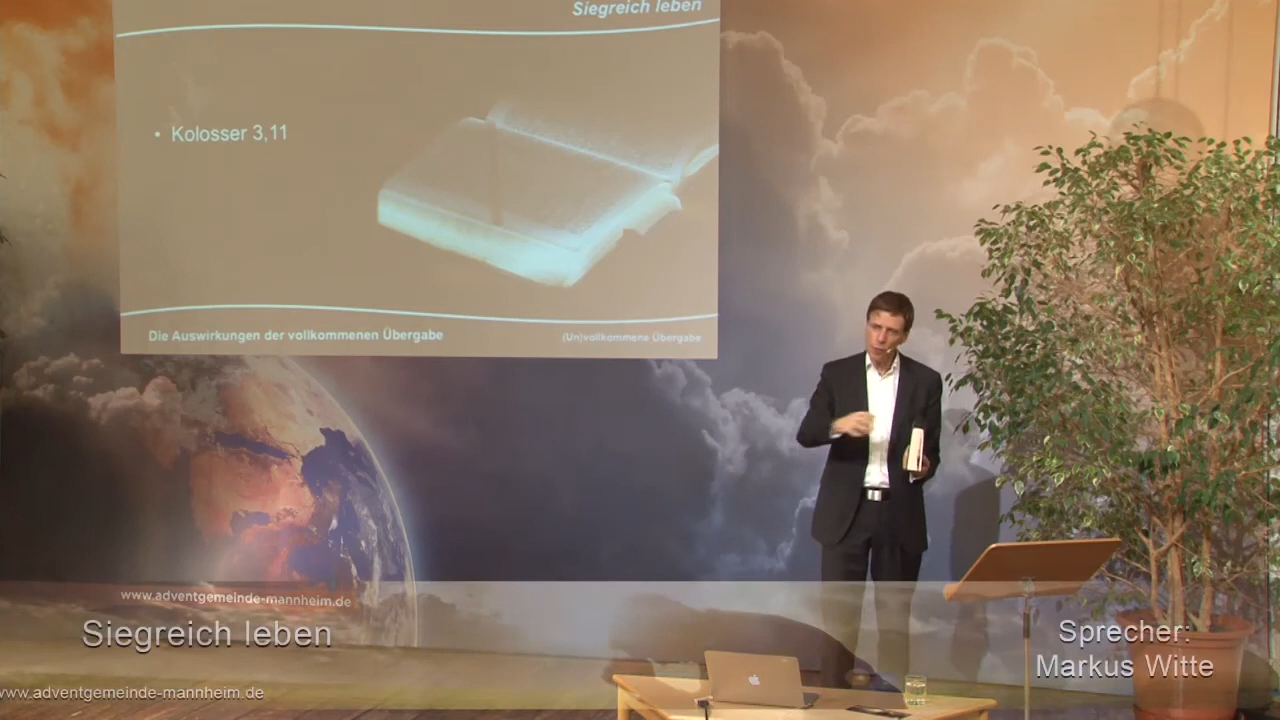 Siegreich leben
• Kolosser 3,11
Die Auswirkungen der vollkommenen Übergabe
(Un)vollkommene Übergabe
www.adventgemeinde-mannheim.de
Siegreich leben
Sprecher:
Markus Witte
www.adventgemeinde-mannheim.de